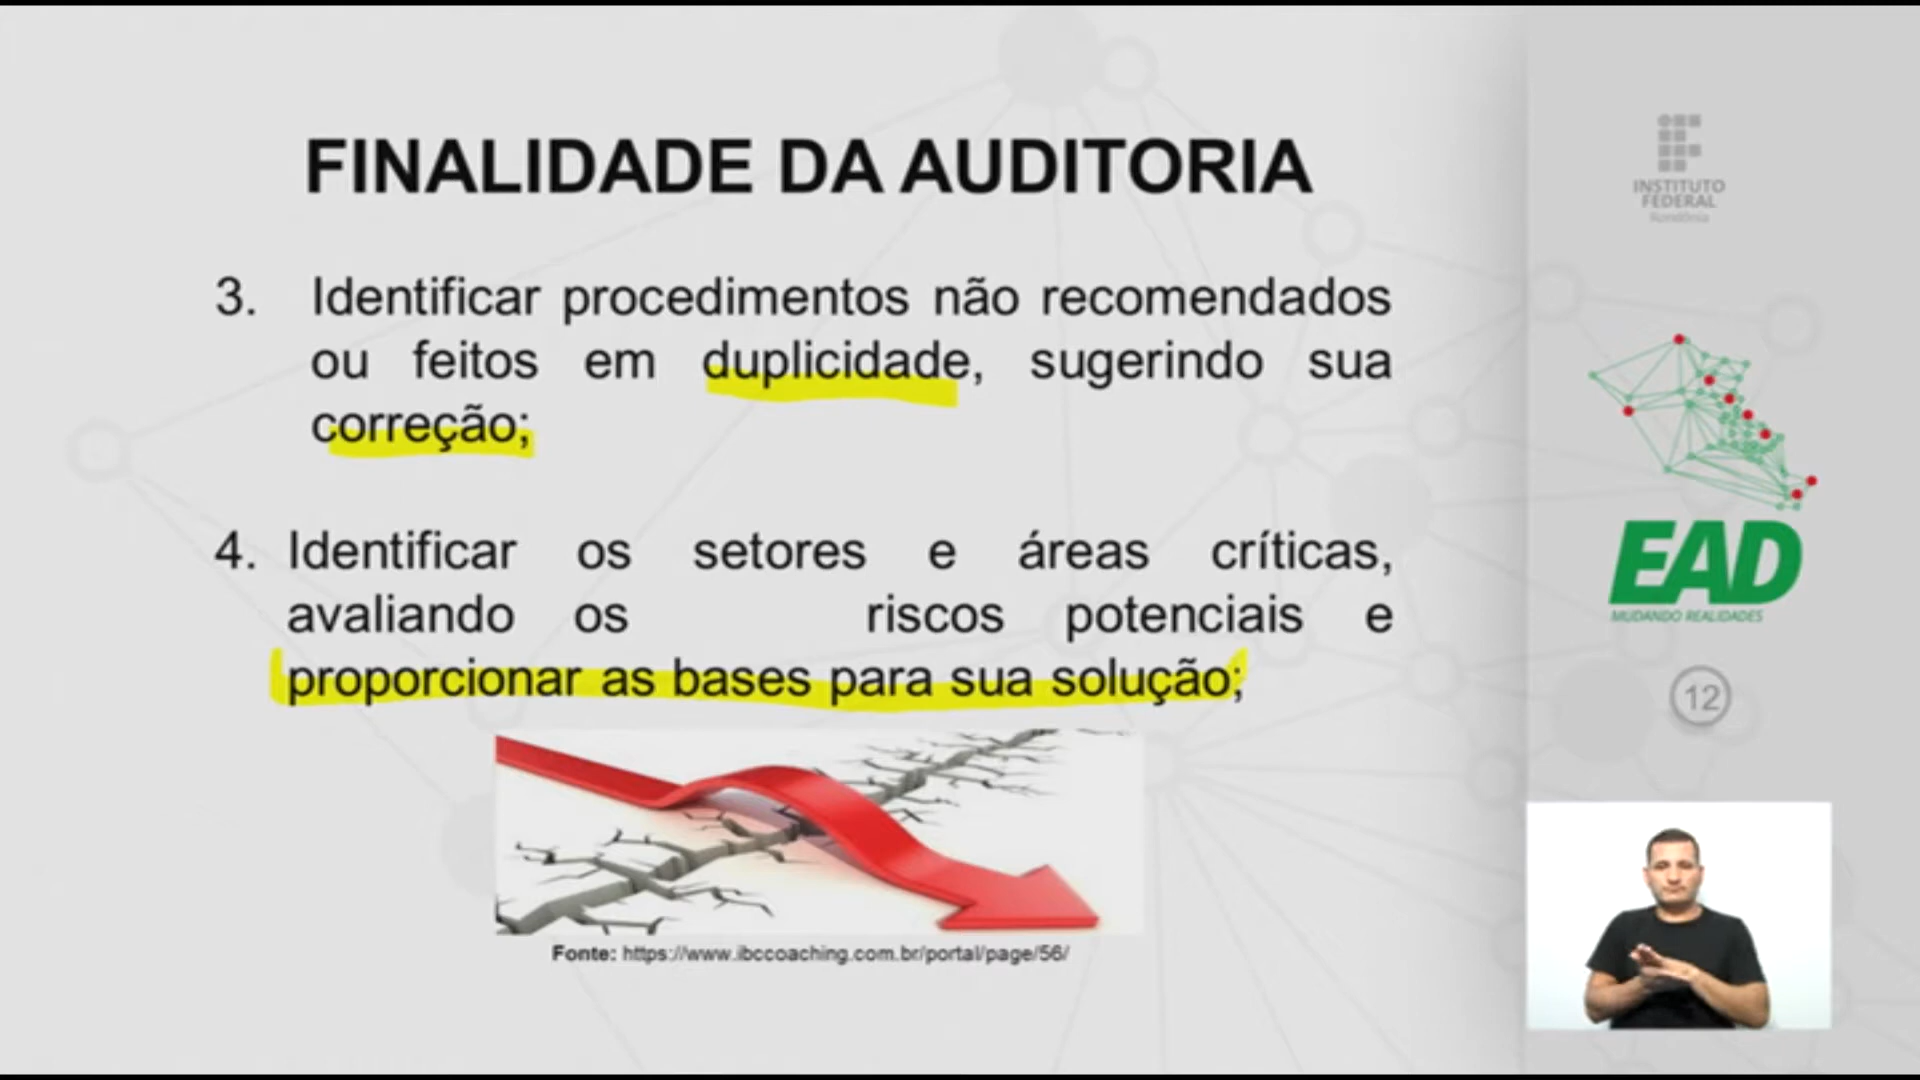 FINALIDADE DA AUDITORIA
3. Identificar procedimentos não recomendados
ou feitos em duplicidade, sugerindo sua
correção;
4. Identificar os setores e áreas críticas,
avaliando os riscos potenciais e
proporcionar as bases para sua solução;
Fonte: https://www.ibccoaching.com.br/portal/page/56/
INSTITUTO
FEDERAL
Rondônia
EAD
MUDANDO REALIDADES
12